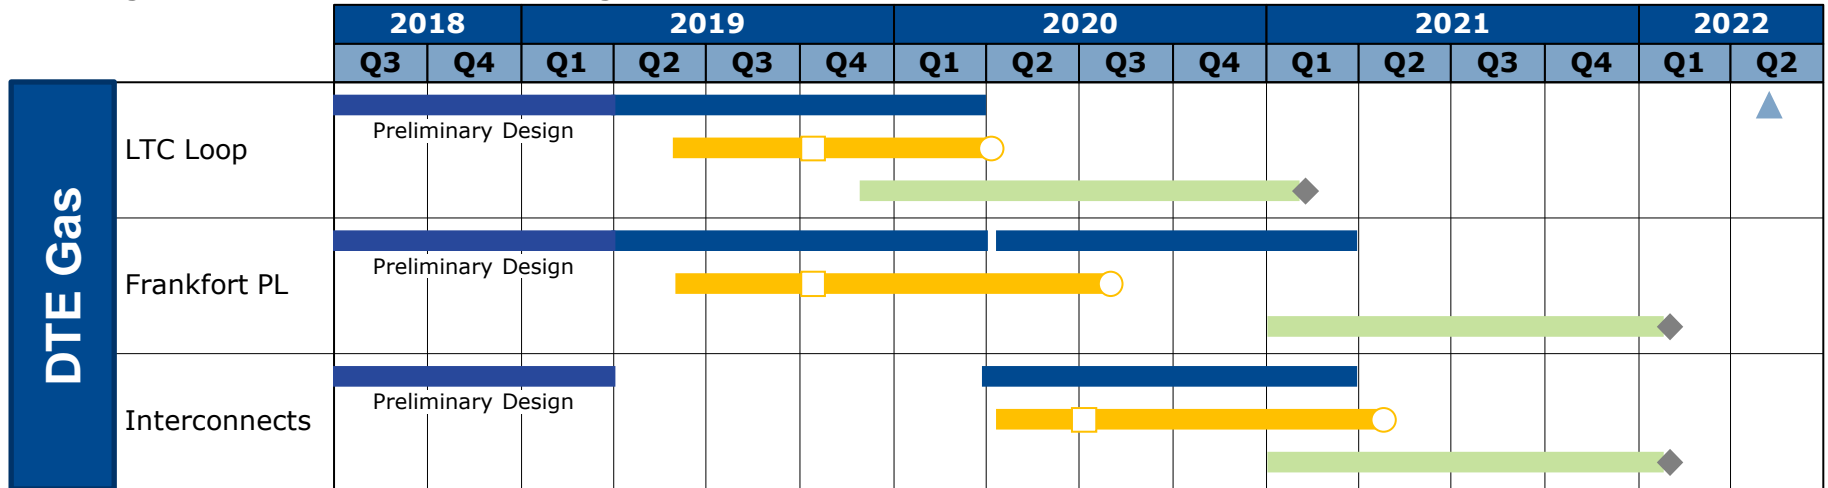 2018 2019 2020 2021 2022
Q3 Q4 Q1 Q2 Q3 Q4 Q1 Q2 Q3 Q4 Q1 Q2 Q3 Q4 Q1 Q2
DTE Gas
Preliminary Design
LTC Loop
Preliminary Design
Frankfort PL
Preliminary Design
Interconnects